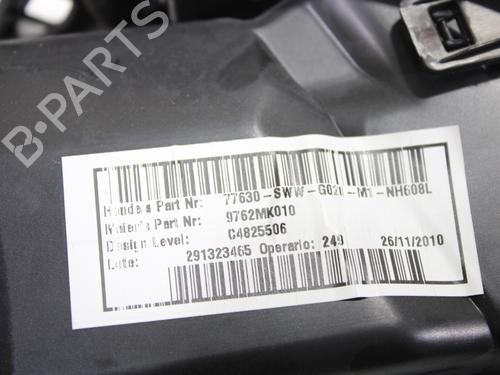 B-PARTS
Honda's Part Nr: 77630-SWW-G020-M1-NH608L
Maier's Part Nr: 9762MK010
Design Level: C4825506
Lote: 291323465 Operario: 249 26/11/2010